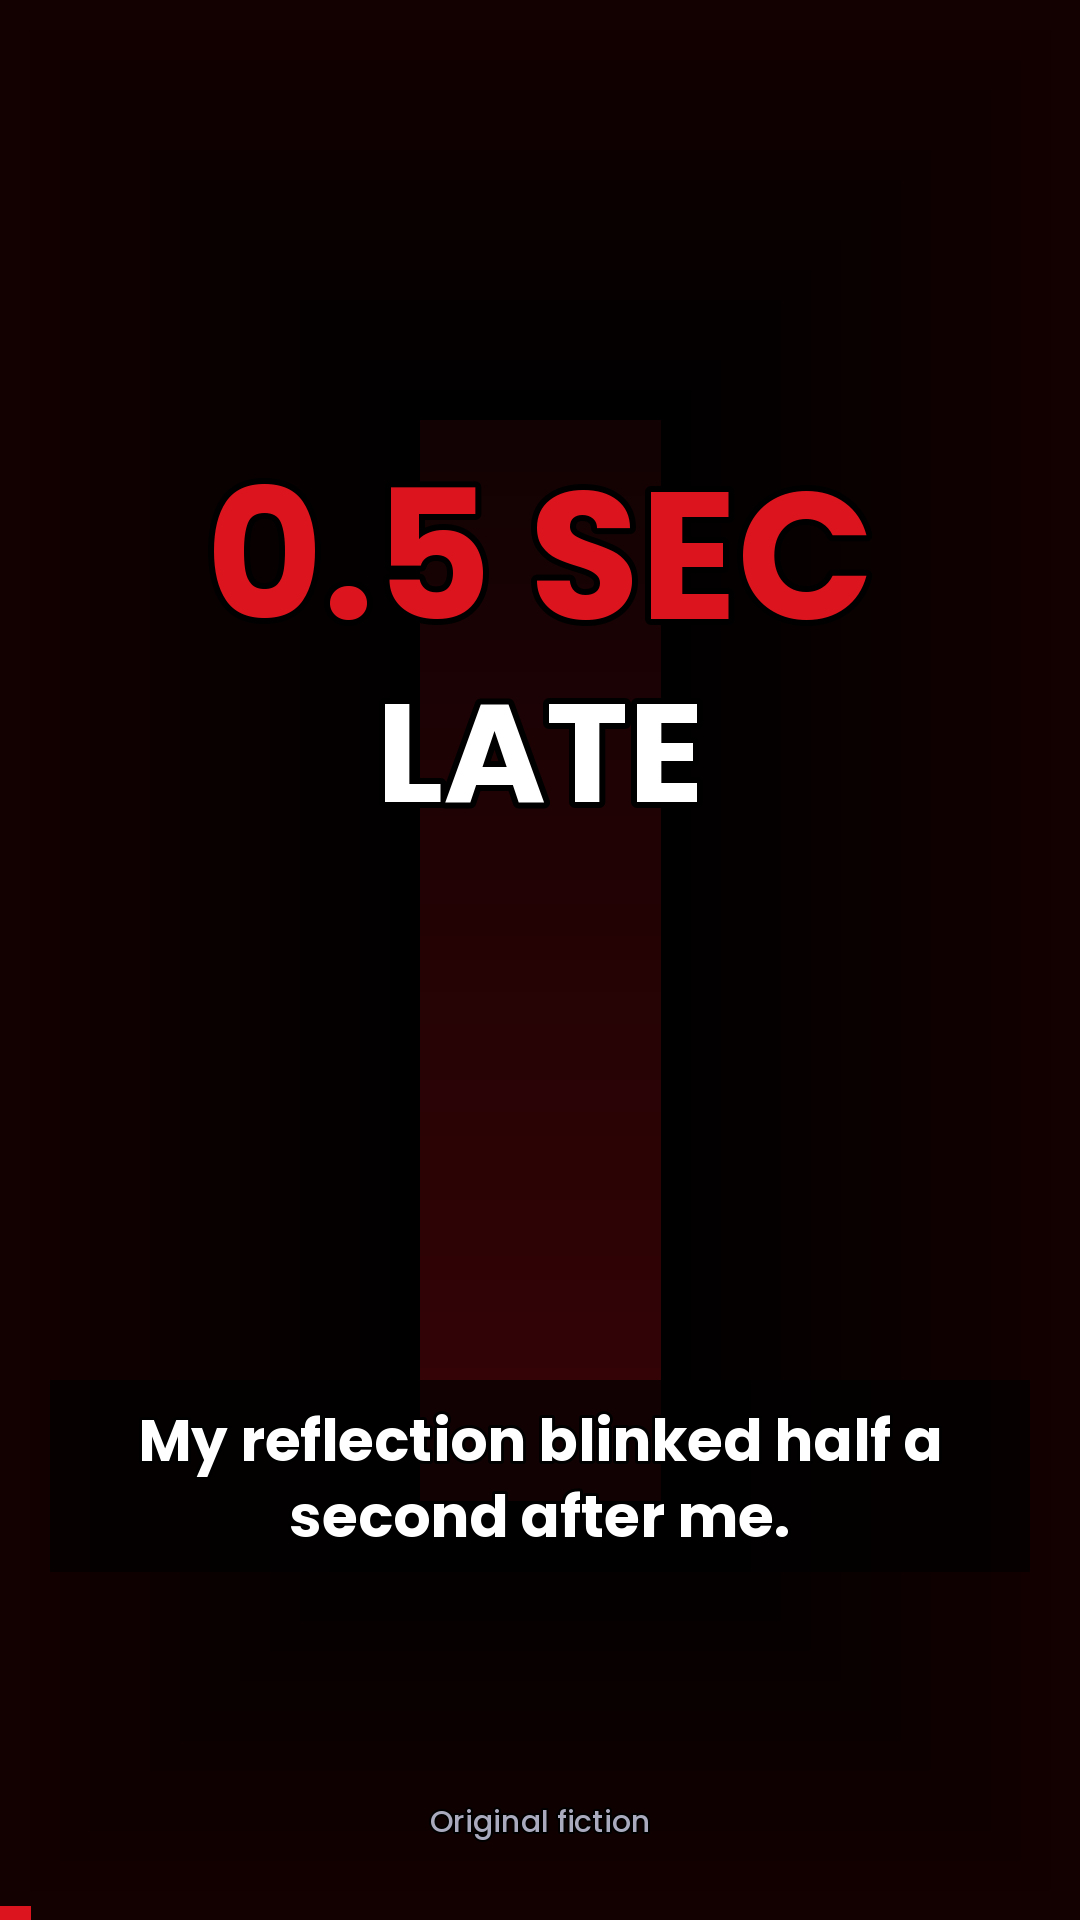 0.5 SEC
LATE
My reflection blinked half a
second after me.
Original fiction